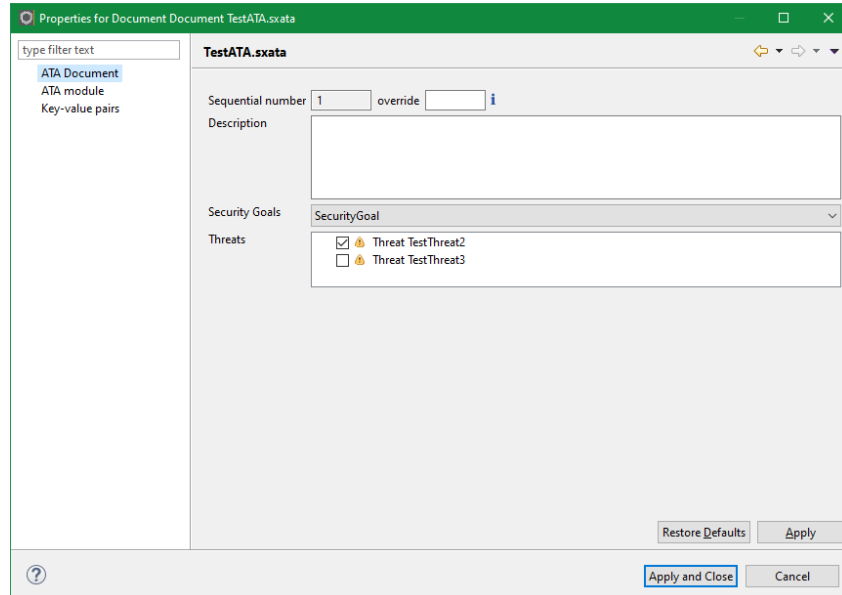 Properties for Document Document TestATA.sxata
type filter text
ATA Document
ATA module
Key-value pairs
TestATA.sxata
Sequential number 1 override i
Description
Security Goals SecurityGoal
Threats Threat TestThreat2
Threat TestThreat3
Restore Defaults Apply
? Apply and Close Cancel